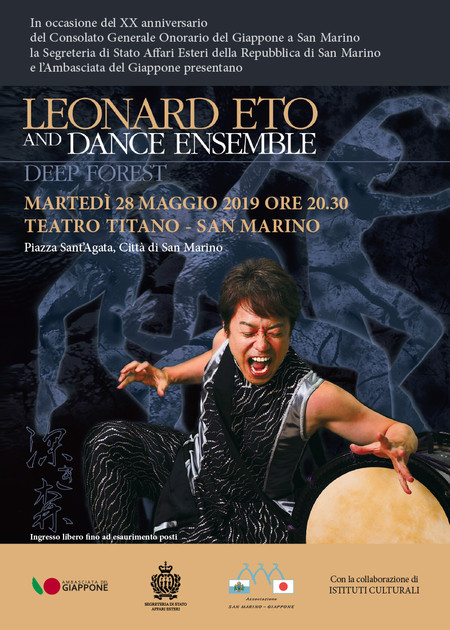 In occasione del XX anniversario
del Consolato Generale Onorario del Giappone a San Marino
la Segreteria di Stato Affari Esteri della Repubblica di San Marino
e l'Ambasciata del Giappone presentano
LEONARD ETO
AND DANCE ENSEMBLE
DEEP FOREST
MARTEDÌ 28 MAGGIO 2019 ORE 20.30
TEATRO TITANO - SAN MARINO
Piazza Sant'Agata, Città di San Marino
深き森
Ingresso libero fino ad esaurimento posti
AMBASCIATA DEL
GIAPPONE
SEGRETERIA DI STATO
AFFARI ESTERI
Associazione
SAN MARINO - GIAPPONE
Con la collaborazione di
ISTITUTI CULTURALI